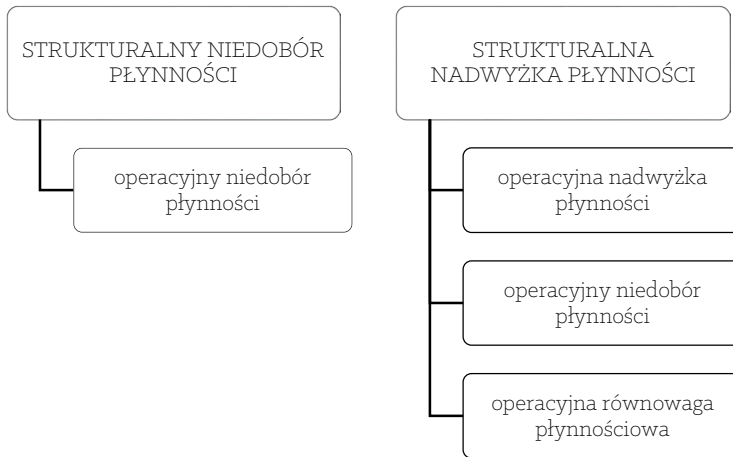 STRUKTURALNY NIEDOBÓR
PŁYNNOŚCI
operacyjny niedobór
płynności
STRUKTURALNA
NADWYŻKA PŁYNNOŚCI
operacyjna nadwyżka
płynności
operacyjny niedobór
płynności
operacyjna równowaga
płynnościowa